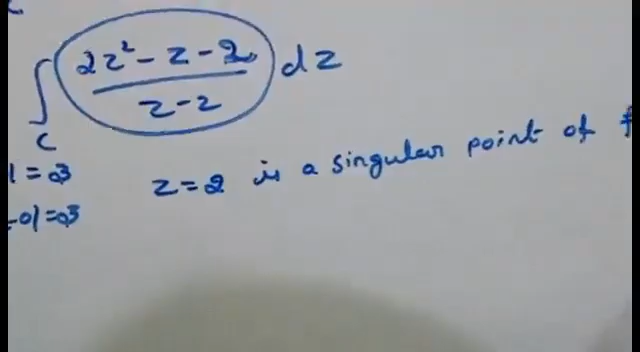 C
∫ 2z² - z - 2 / z - 2 dz
C
| = 3
z = 2 is a singular point of f
- 0| = 3